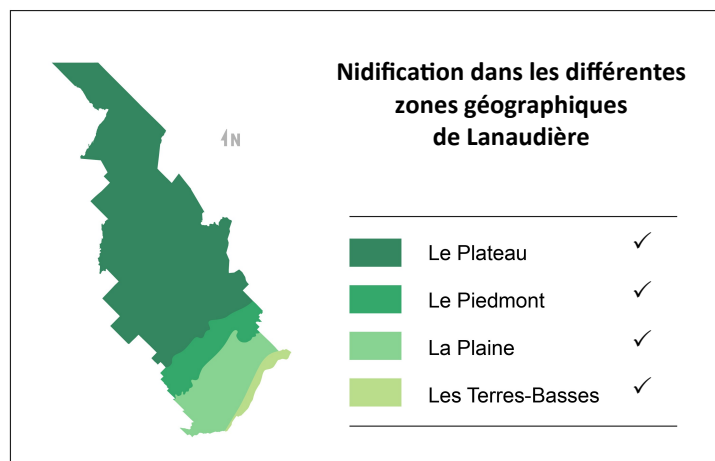 Nidification dans les différentes
zones géographiques
de Lanaudière
N
Le Plateau ✓
Le Piedmont ✓
La Plaine ✓
Les Terres-Basses ✓